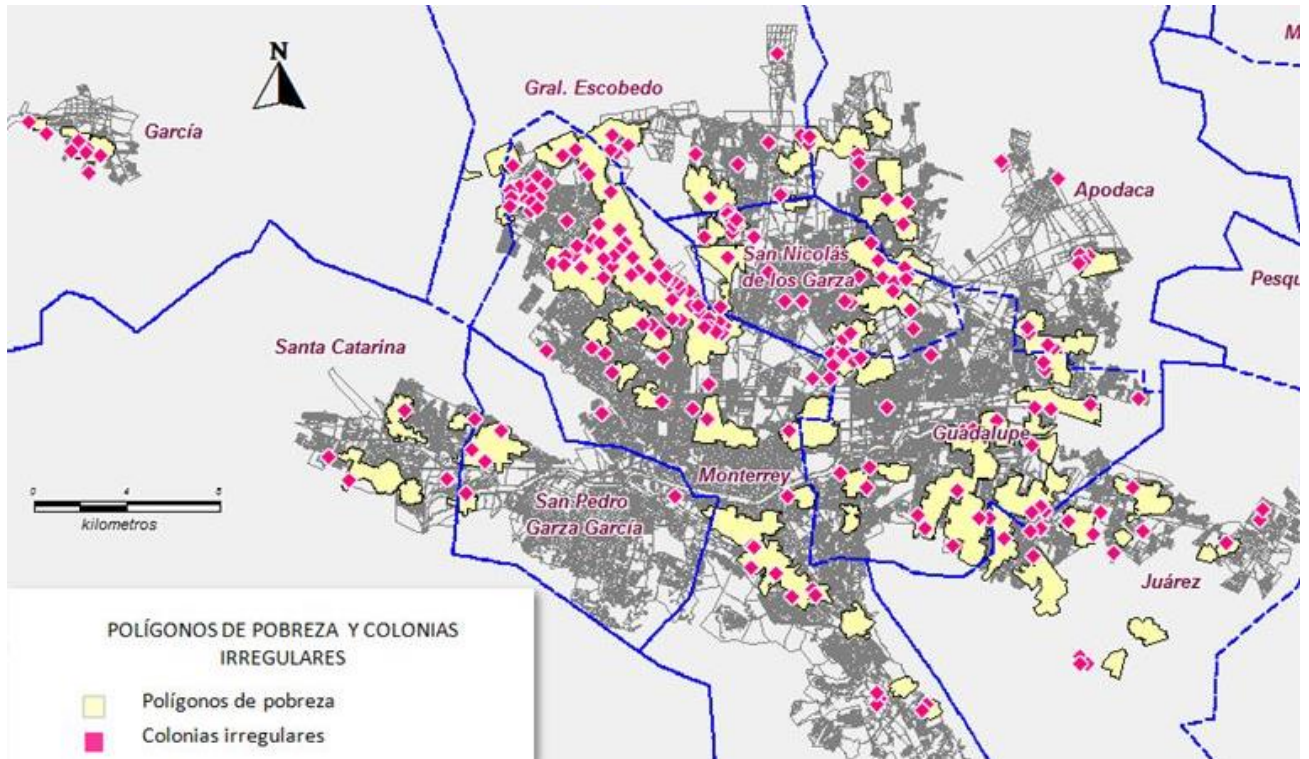 M
N
Gral. Escobedo
García
Apodaca
San Nicolás
de los Garza
Pesqu
Santa Catarina
Guadalupe
Monterrey
0 4 8
kilometros
San Pedro
Garza García
Juárez
POLÍGONOS DE POBREZA Y COLONIAS
IRREGULARES
Polígonos de pobreza
Colonias irregulares